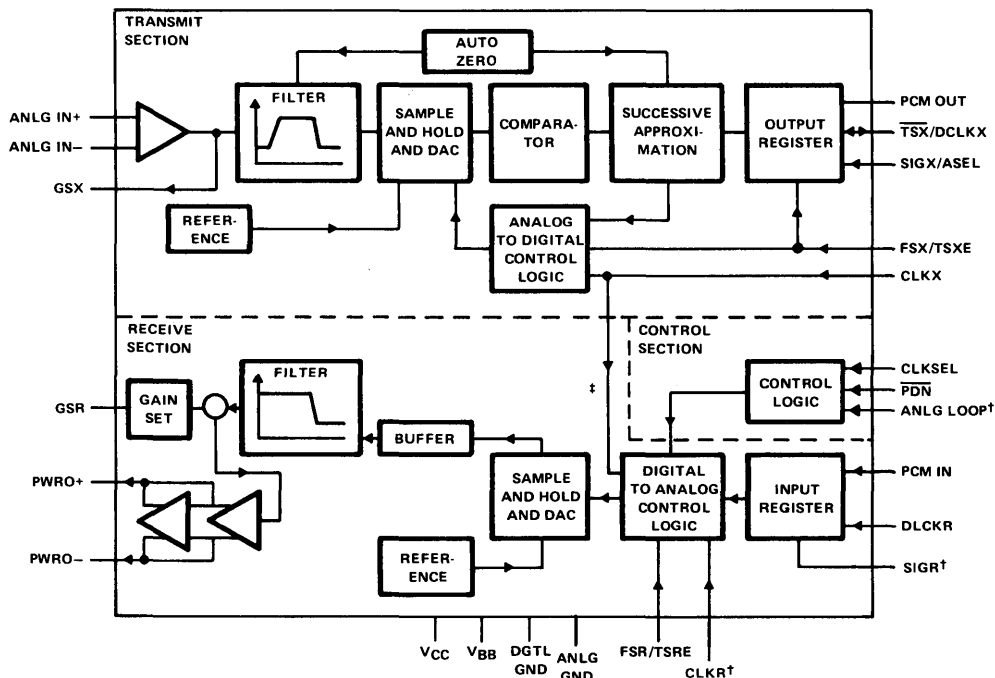 TRANSMIT
SECTION
AUTO
ZERO
FILTER
SAMPLE
AND HOLD
AND DAC
COMPARA-
TOR
SUCCESSIVE
APPROXI-
MATION
OUTPUT
REGISTER
ANLG IN+
ANLG IN−
GSX
PCM OUT
TSX/DCLKX
SIGX/ASEL
REFER-
ENCE
ANALOG
TO DIGITAL
CONTROL
LOGIC
FSX/TSXE
CLKX
RECEIVE
SECTION
CONTROL
SECTION
FILTER
GAIN
SET
GSR
BUFFER
‡
CONTROL
LOGIC
CLKSEL
PDN
ANLG LOOP†
PWRO+
PWRO−
SAMPLE
AND HOLD
AND DAC
DIGITAL
TO ANALOG
CONTROL
LOGIC
INPUT
REGISTER
PCM IN
DLCKR
SIGR†
REFER-
ENCE
VCC
VBB
DGTL
GND
ANLG
GND
FSR/TSRE
CLKR†